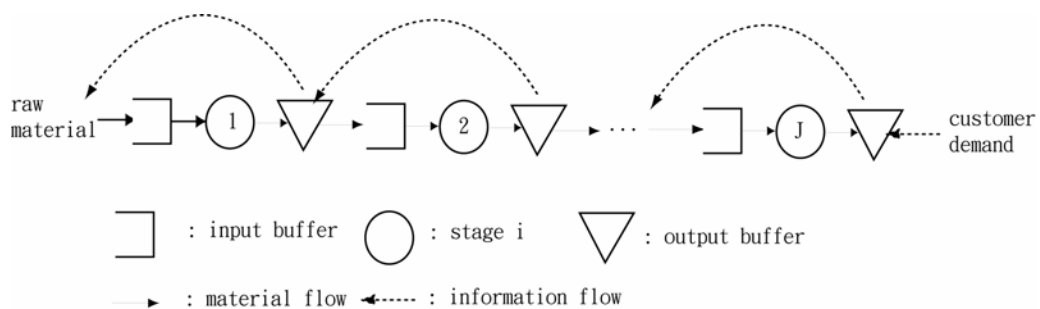 raw
material
1
2
...
J
customer
demand
: input buffer
: stage i
: output buffer
: material flow
: information flow